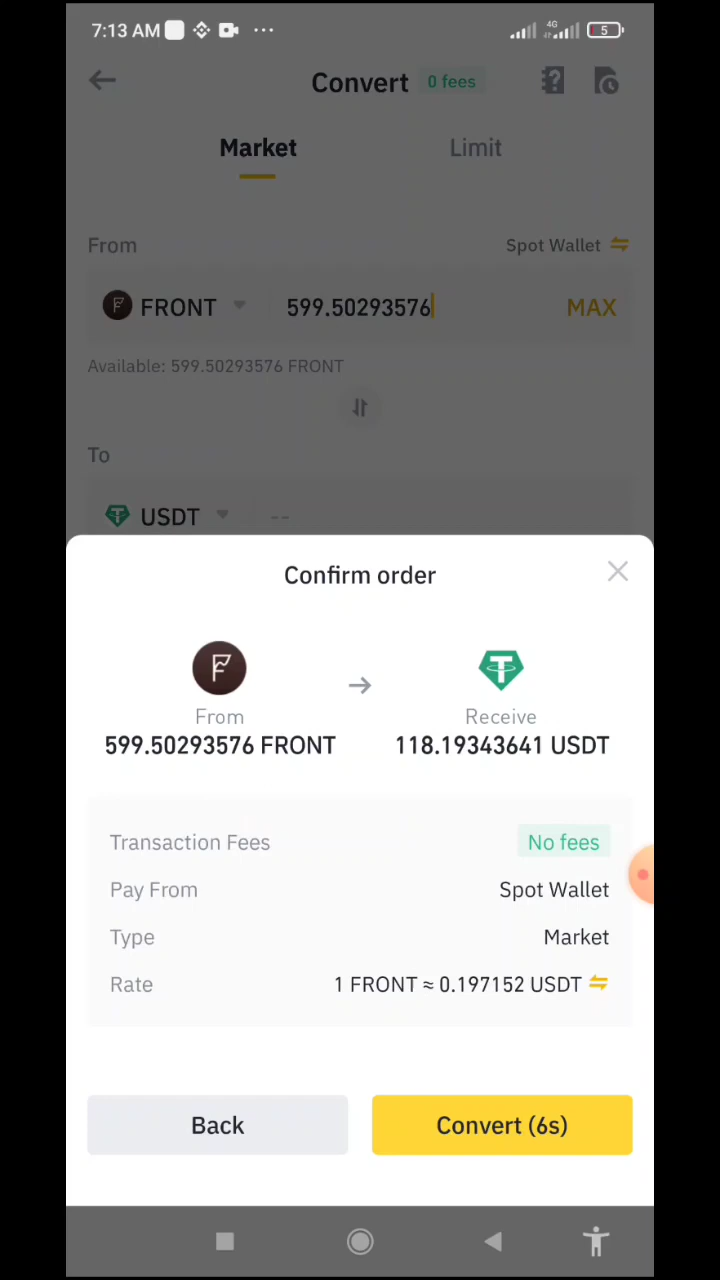 7:13 AM 4G 5
Convert 0 fees
Market Limit
From Spot Wallet
FRONT 599.50293576 MAX
Available: 599.50293576 FRONT
To
USDT --
Confirm order
From Receive
599.50293576 FRONT 118.19343641 USDT
Transaction Fees No fees
Pay From Spot Wallet
Type Market
Rate 1 FRONT ≈ 0.197152 USDT
Back Convert (6s)